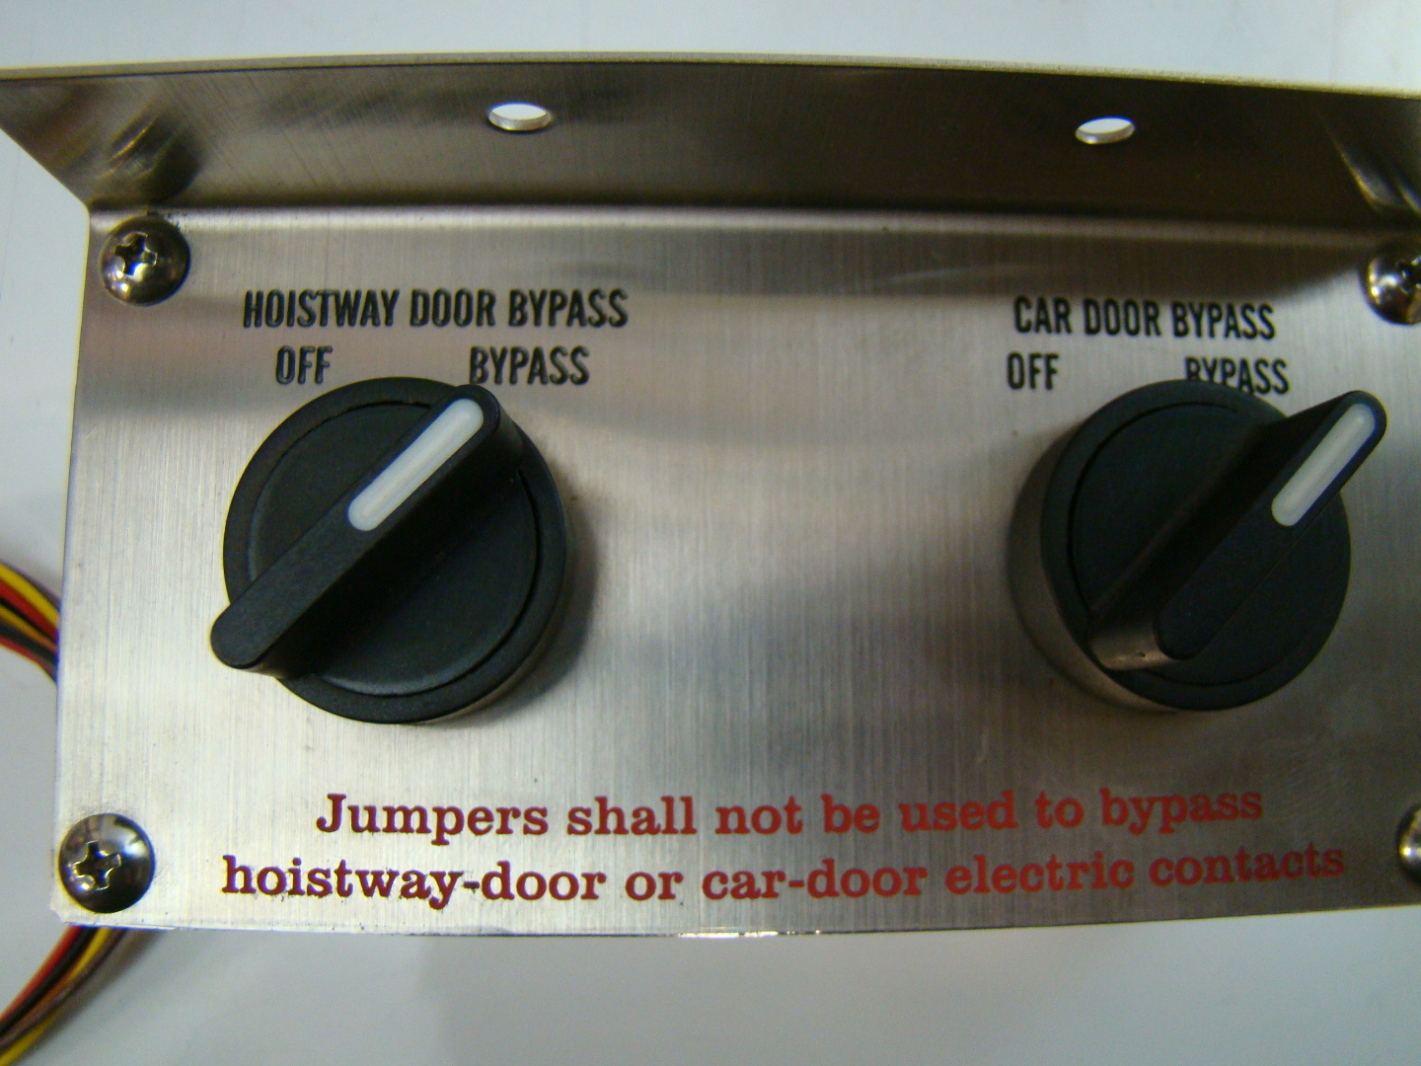 HOISTWAY DOOR BYPASS
OFF BYPASS
CAR DOOR BYPASS
OFF BYPASS
Jumpers shall not be used to bypass
hoistway-door or car-door electric contacts